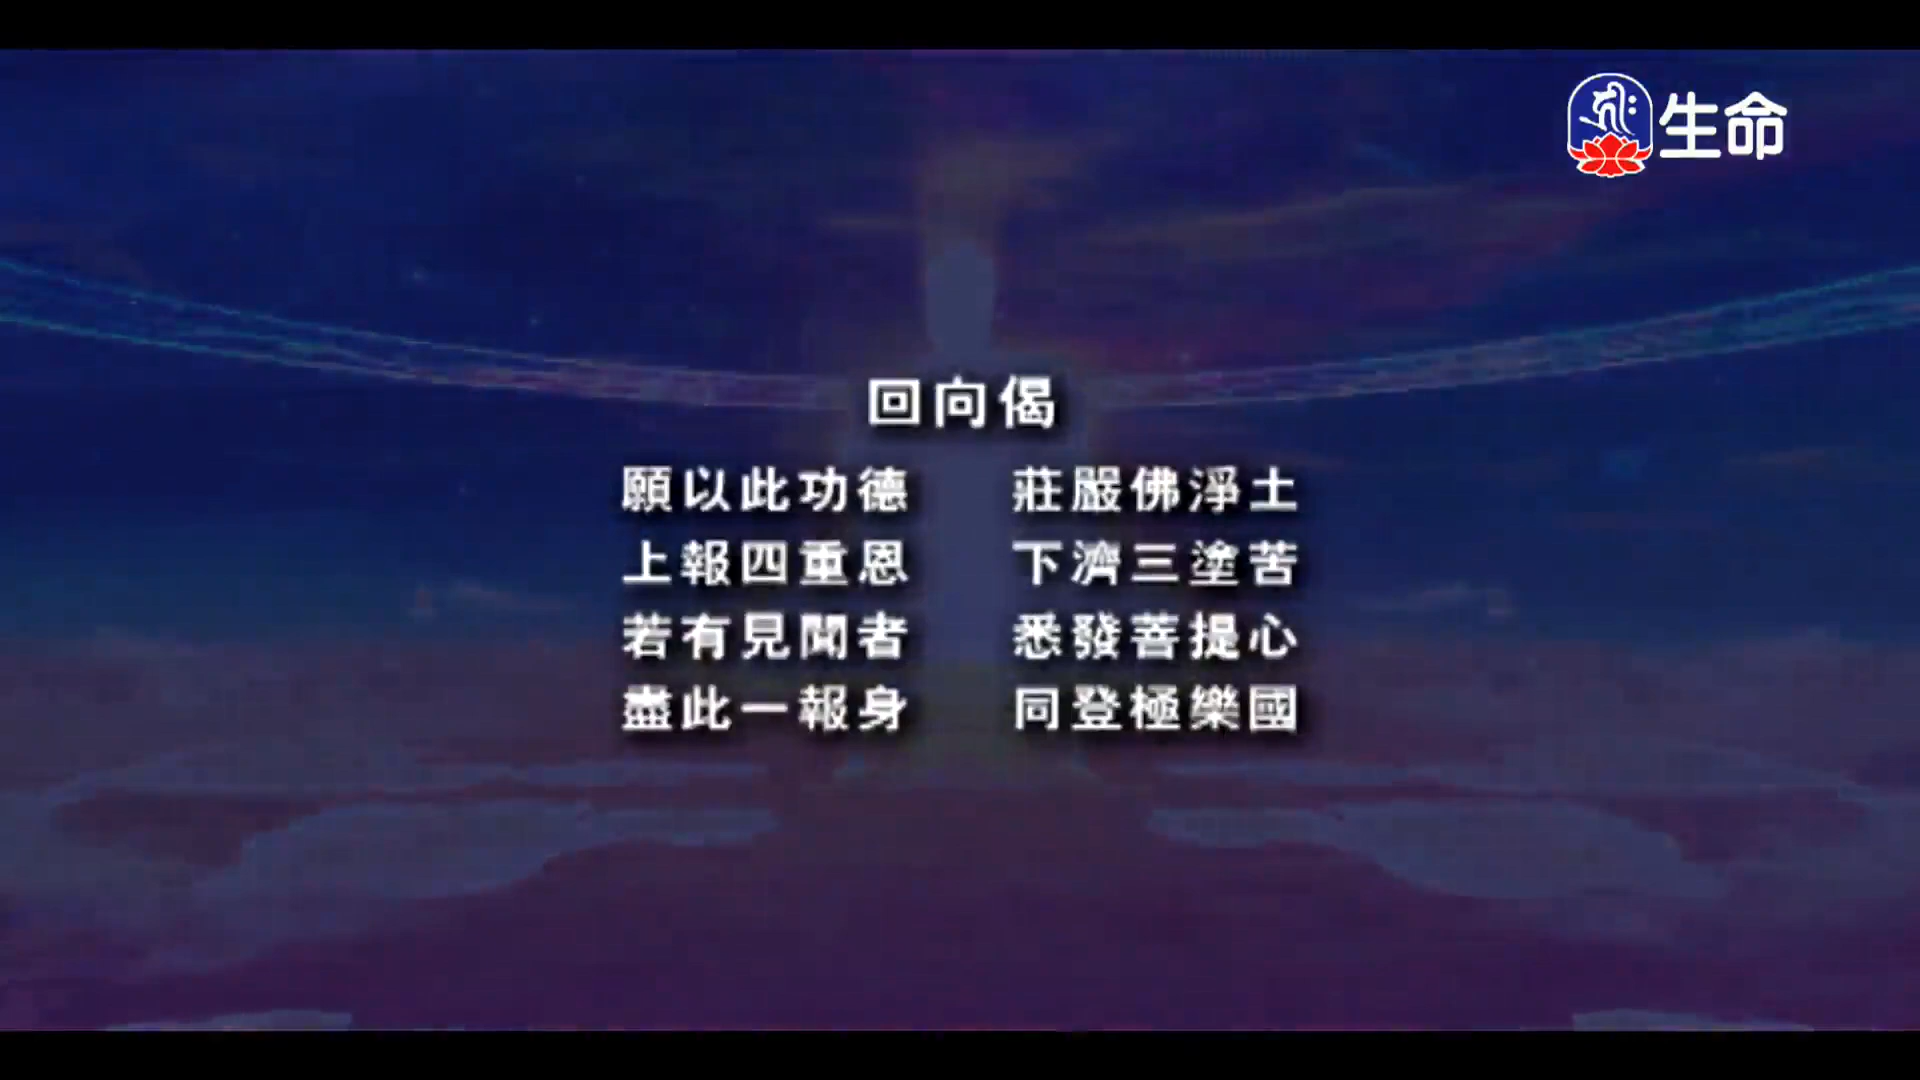 生命
回向偈
願以此功德 莊嚴佛淨土
上報四重恩 下濟三塗苦
若有見聞者 悉發菩提心
盡此一報身 同登極樂國